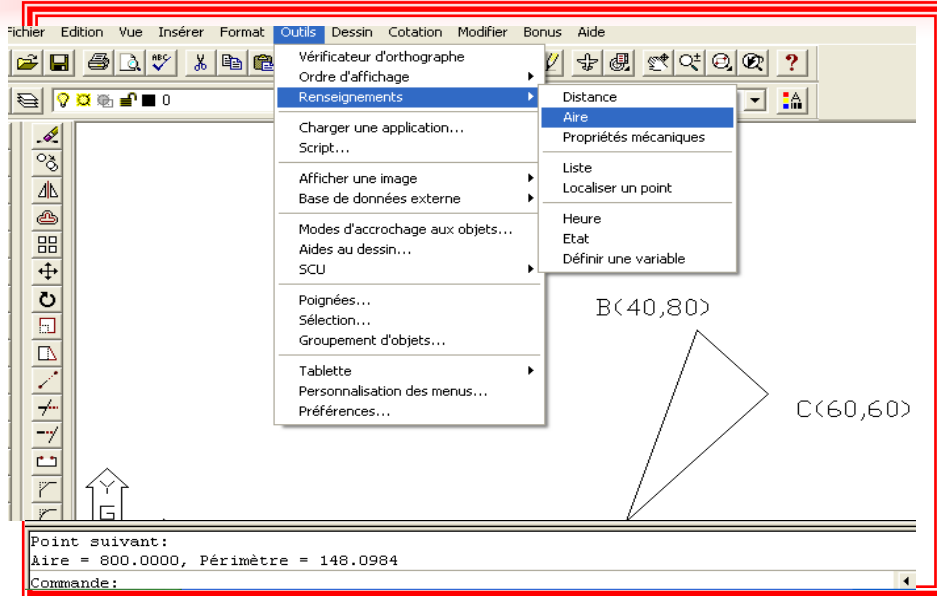 Fichier Edition Vue Insérer Format Outils Dessin Cotation Modifier Bonus Aide
ABC
?
0
A
Vérificateur d'orthographe
Ordre d'affichage
Renseignements
Charger une application...
Script...
Afficher une image
Base de données externe
Modes d'accrochage aux objets...
Aides au dessin...
SCU
Poignées...
Sélection...
Groupement d'objets...
Tablette
Personnalisation des menus...
Préférences...
Distance
Aire
Propriétés mécaniques
Liste
Localiser un point
Heure
Etat
Définir une variable
B(40,80)
C(60,60)
Y
G
Point suivant:
Aire = 800.0000, Périmètre = 148.0984
Commande: